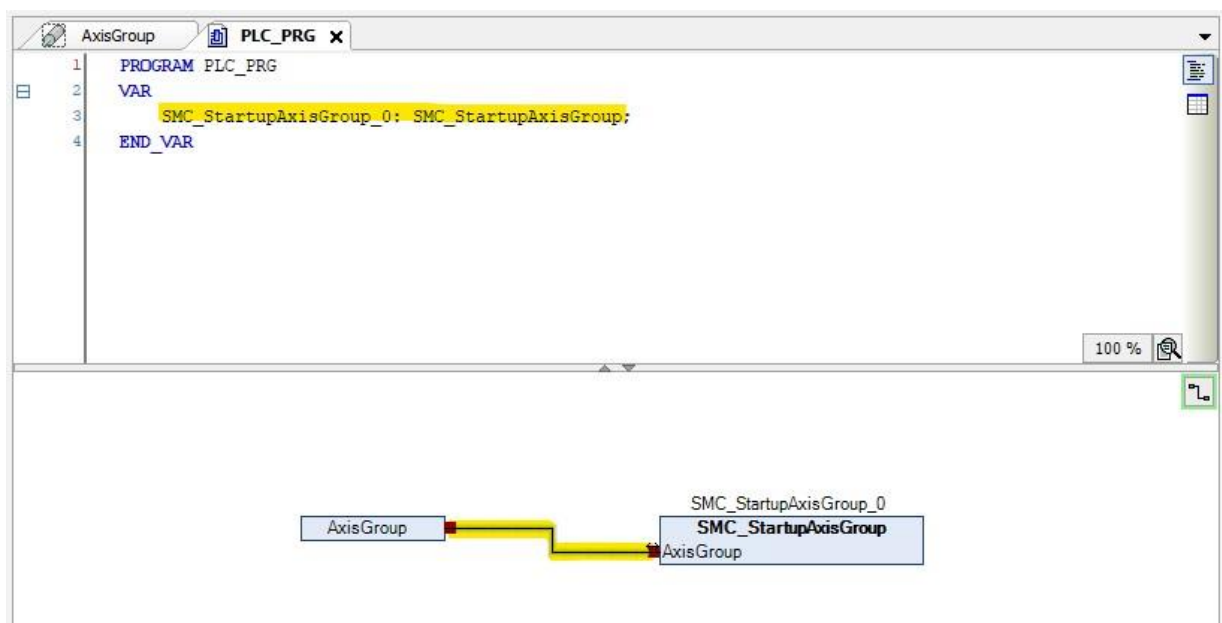 AxisGroup PLC_PRG X
1 PROGRAM PLC_PRG
2 VAR
3 SMC_StartupAxisGroup_0: SMC_StartupAxisGroup;
4 END_VAR
100 %
SMC_StartupAxisGroup_0
AxisGroup SMC_StartupAxisGroup
AxisGroup